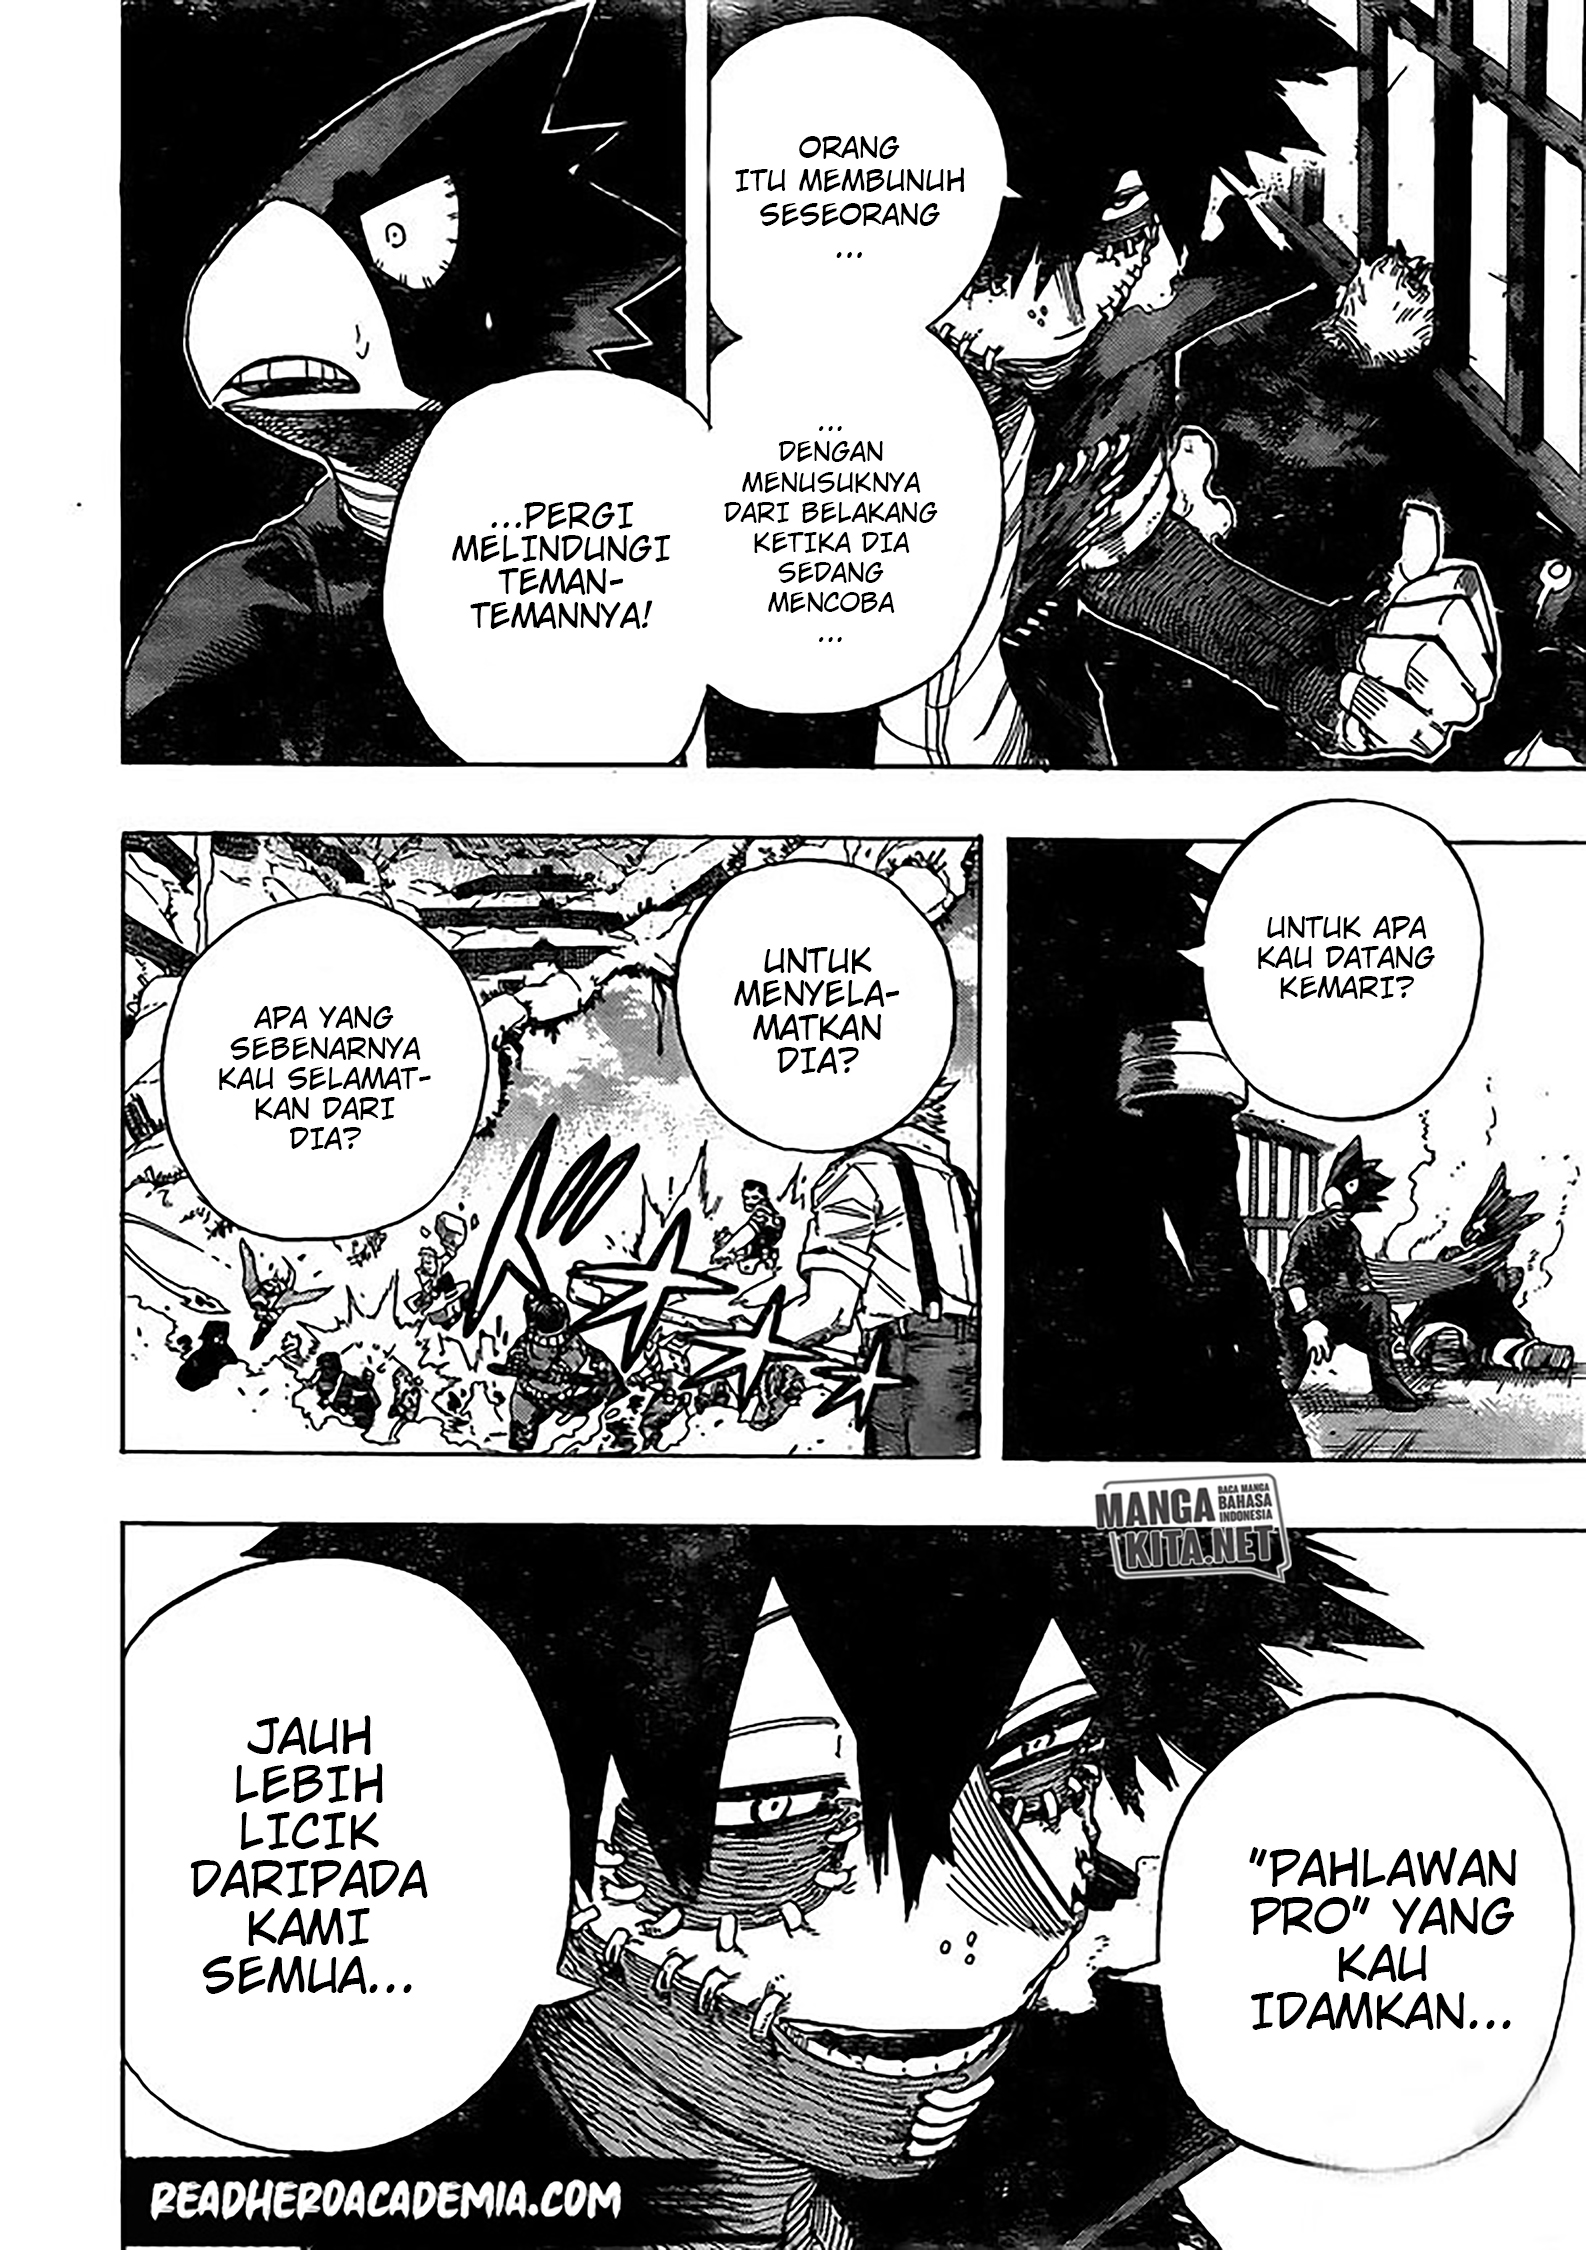 ORANG
ITU MEMBUNUH
SESEORANG
...
...
DENGAN
MENUSUKNYA
DARI BELAKANG
KETIKA DIA
SEDANG
MENCOBA
...
...PERGI
MELINDUNGI
TEMAN-
TEMANNYA!
UNTUK APA
KAU DATANG
KEMARI?
UNTUK
MENYELA-
MATKAN
DIA?
APA YANG
SEBENARNYA
KAU SELAMAT-
KAN DARI
DIA?
MANGA BACA MANGA
BAHASA
INDONESIA
KITA.NET
"PAHLAWAN
PRO" YANG
KAU
IDAMKAN...
JAUH
LEBIH
LICIK
DARIPADA
KAMI
SEMUA...
READHEROACADEMIA.COM